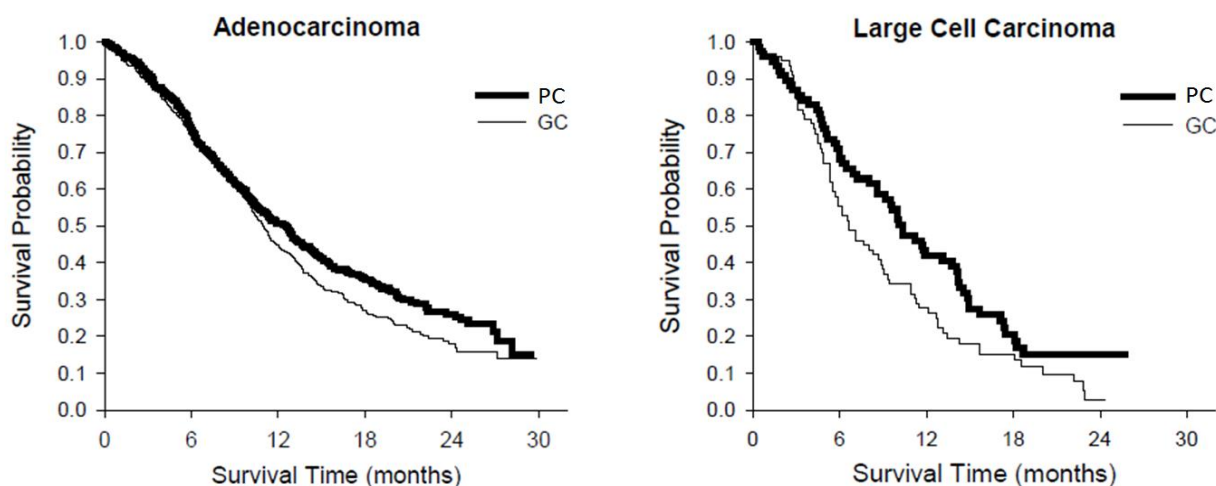 Adenocarcinoma
1.0
0.9
0.8
0.7
0.6
0.5
0.4
0.3
0.2
0.1
0.0
Survival Probability
PC
GC
0 6 12 18 24 30
Survival Time (months)
Large Cell Carcinoma
1.0
0.9
0.8
0.7
0.6
0.5
0.4
0.3
0.2
0.1
0.0
Survival Probability
PC
GC
0 6 12 18 24 30
Survival Time (months)